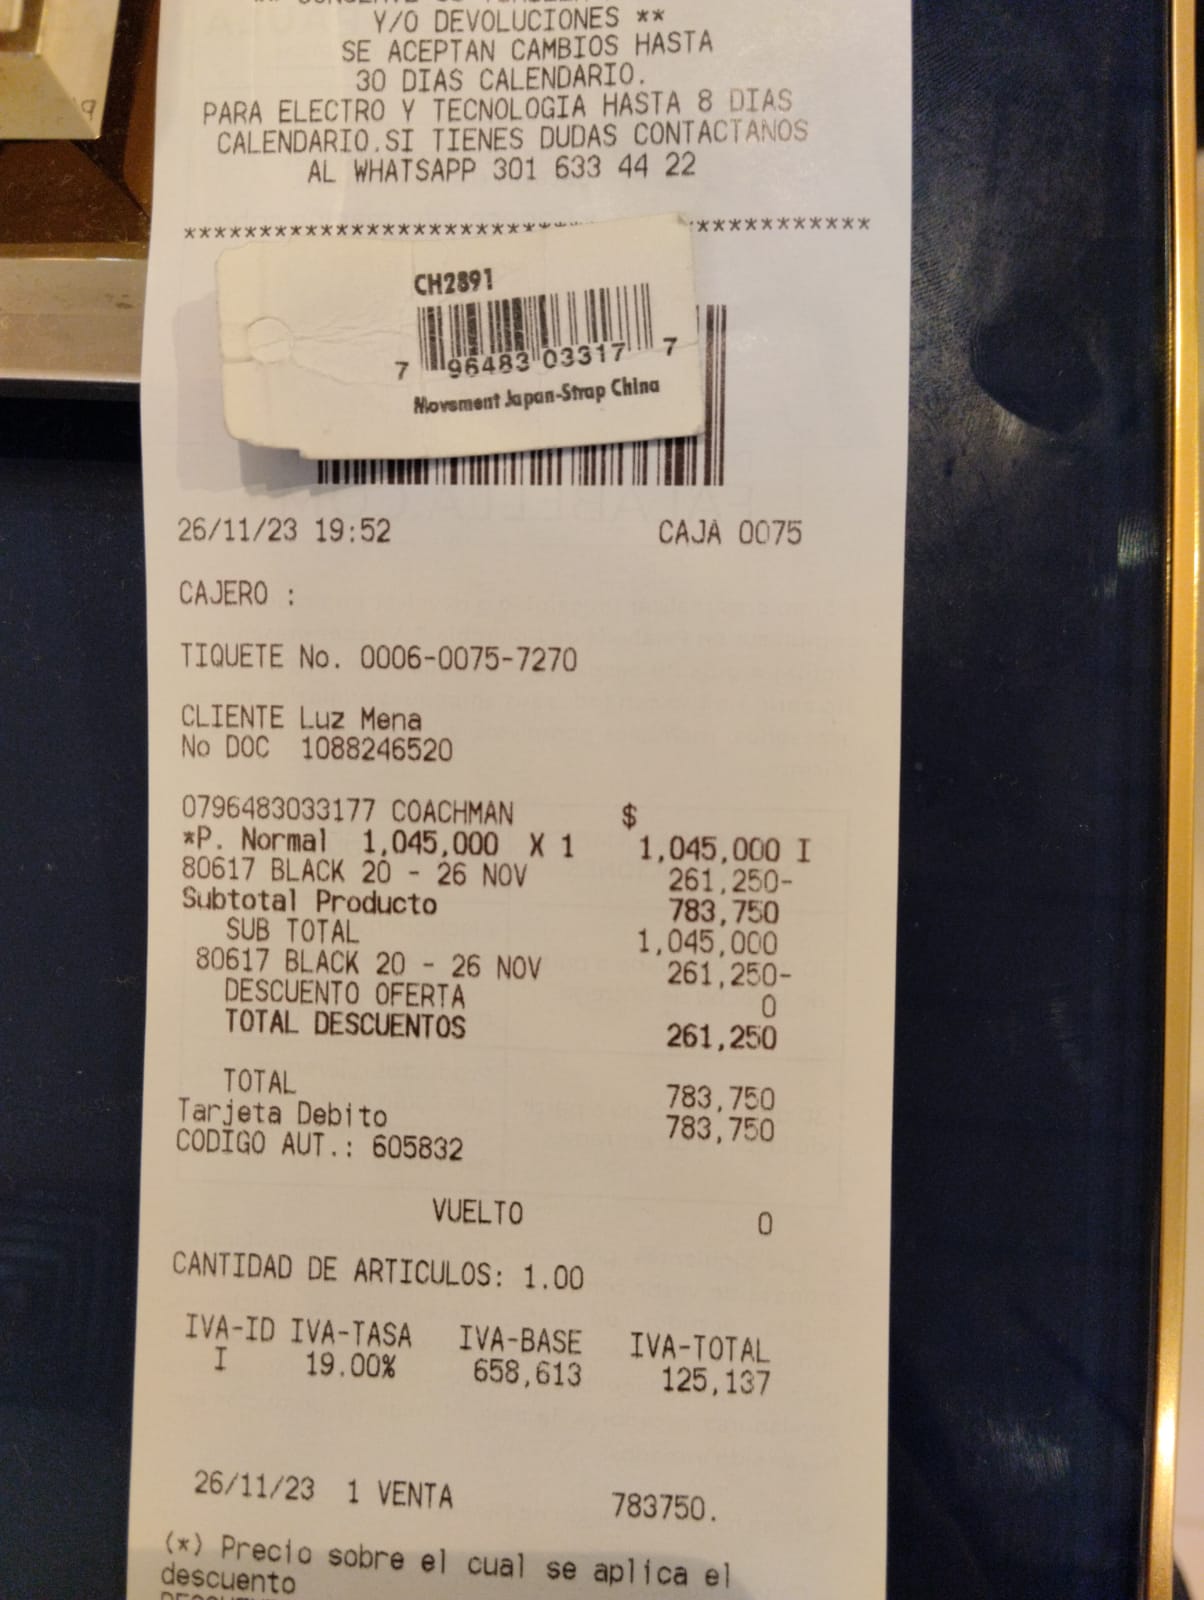 Y/O DEVOLUCIONES **
SE ACEPTAN CAMBIOS HASTA
30 DIAS CALENDARIO.
PARA ELECTRO Y TECNOLOGIA HASTA 8 DIAS
CALENDARIO.SI TIENES DUDAS CONTACTANOS
AL WHATSAPP 301 633 44 22
CH2891
7 96483 03317 7
Movement Japan-Strap China
26/11/23 19:52 CAJA 0075
CAJERO :
TIQUETE No. 0006-0075-7270
CLIENTE Luz Mena
No DOC 1088246520
0796483033177 COACHMAN $
*P. Normal 1,045,000 X 1 1,045,000 I
80617 BLACK 20 - 26 NOV 261,250-
Subtotal Producto 783,750
SUB TOTAL 1,045,000
80617 BLACK 20 - 26 NOV 261,250-
DESCUENTO OFERTA 0
TOTAL DESCUENTOS 261,250
TOTAL 783,750
Tarjeta Debito 783,750
CODIGO AUT.: 605832
VUELTO 0
CANTIDAD DE ARTICULOS: 1.00
IVA-ID IVA-TASA IVA-BASE IVA-TOTAL
I 19.00% 658,613 125,137
26/11/23 1 VENTA 783750.
(*) Precio sobre el cual se aplica el
descuento